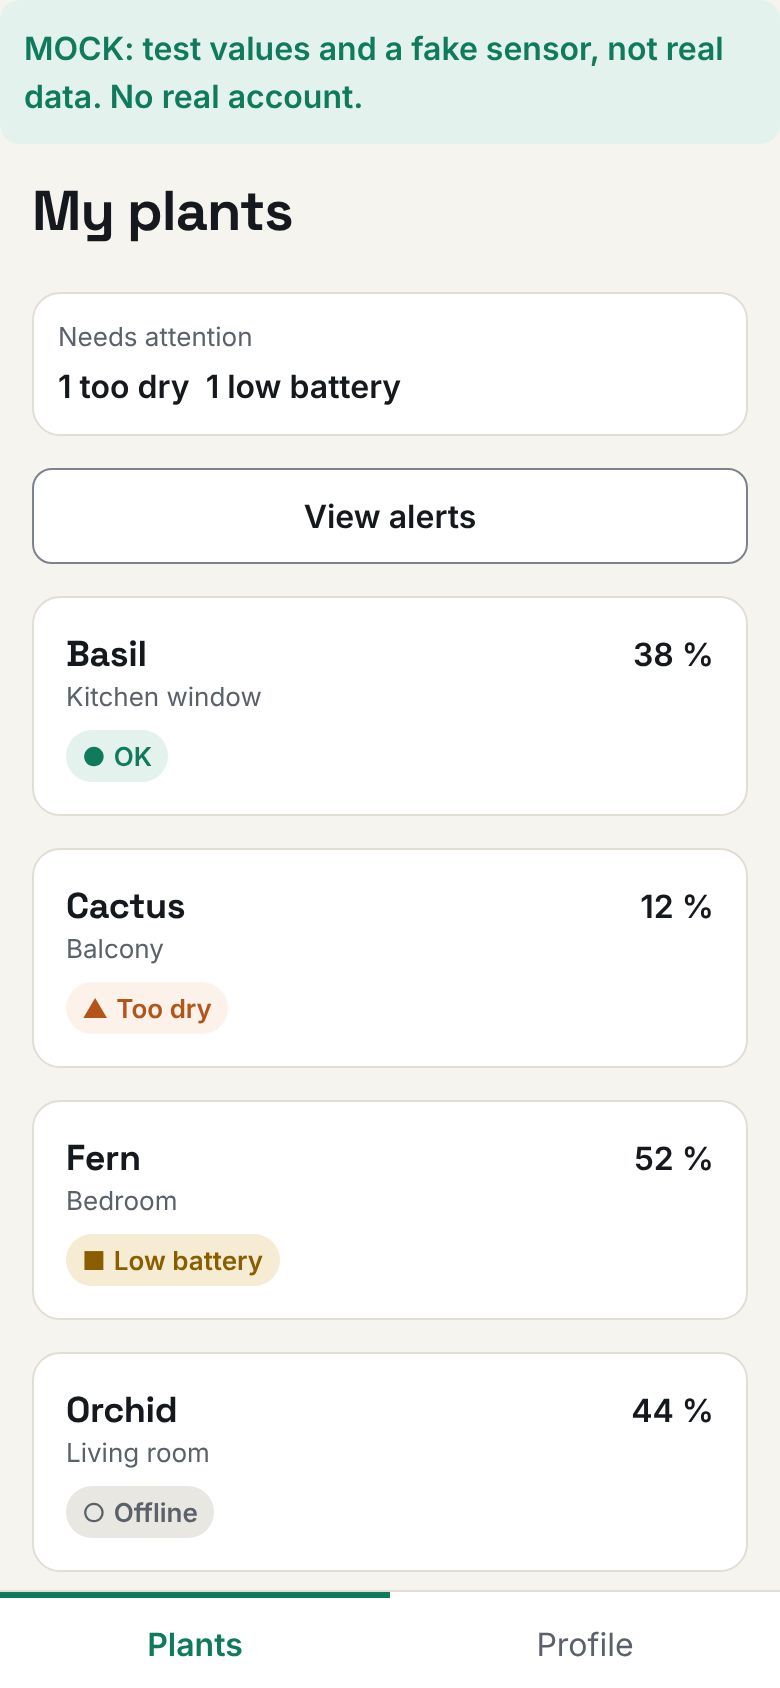 MOCK: test values and a fake sensor, not real
data. No real account.
My plants
Needs attention
1 too dry 1 low battery
View alerts
Basil 38 %
Kitchen window
OK
Cactus 12 %
Balcony
Too dry
Fern 52 %
Bedroom
Low battery
Orchid 44 %
Living room
Offline
Plants Profile